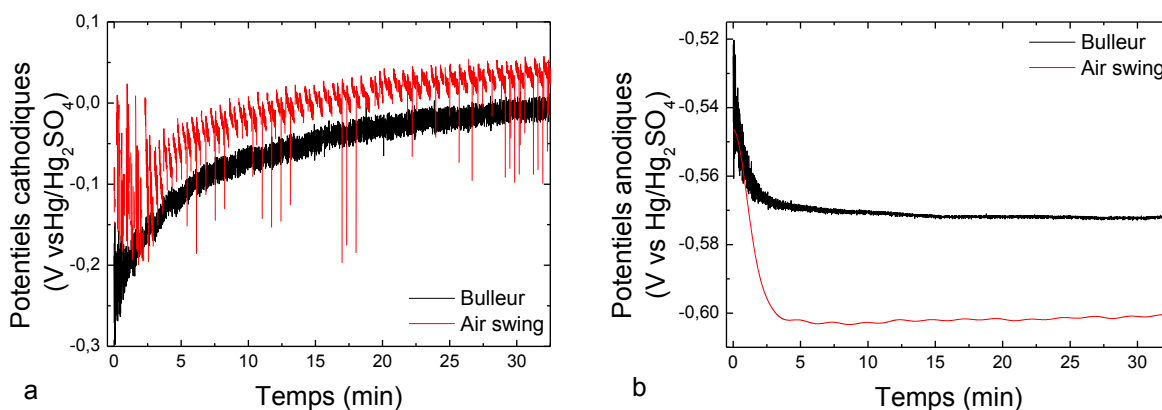 Potentiels cathodiques
(V vsHg/Hg2SO4)
0,1
0,0
-0,1
-0,2
-0,3
Bulleur
Air swing
0 5 10 15 20 25 30
Temps (min)
a
Potentiels anodiques
(V vs Hg/Hg2SO4)
-0,52
-0,54
-0,56
-0,58
-0,60
Bulleur
Air swing
0 5 10 15 20 25 30
Temps (min)
b